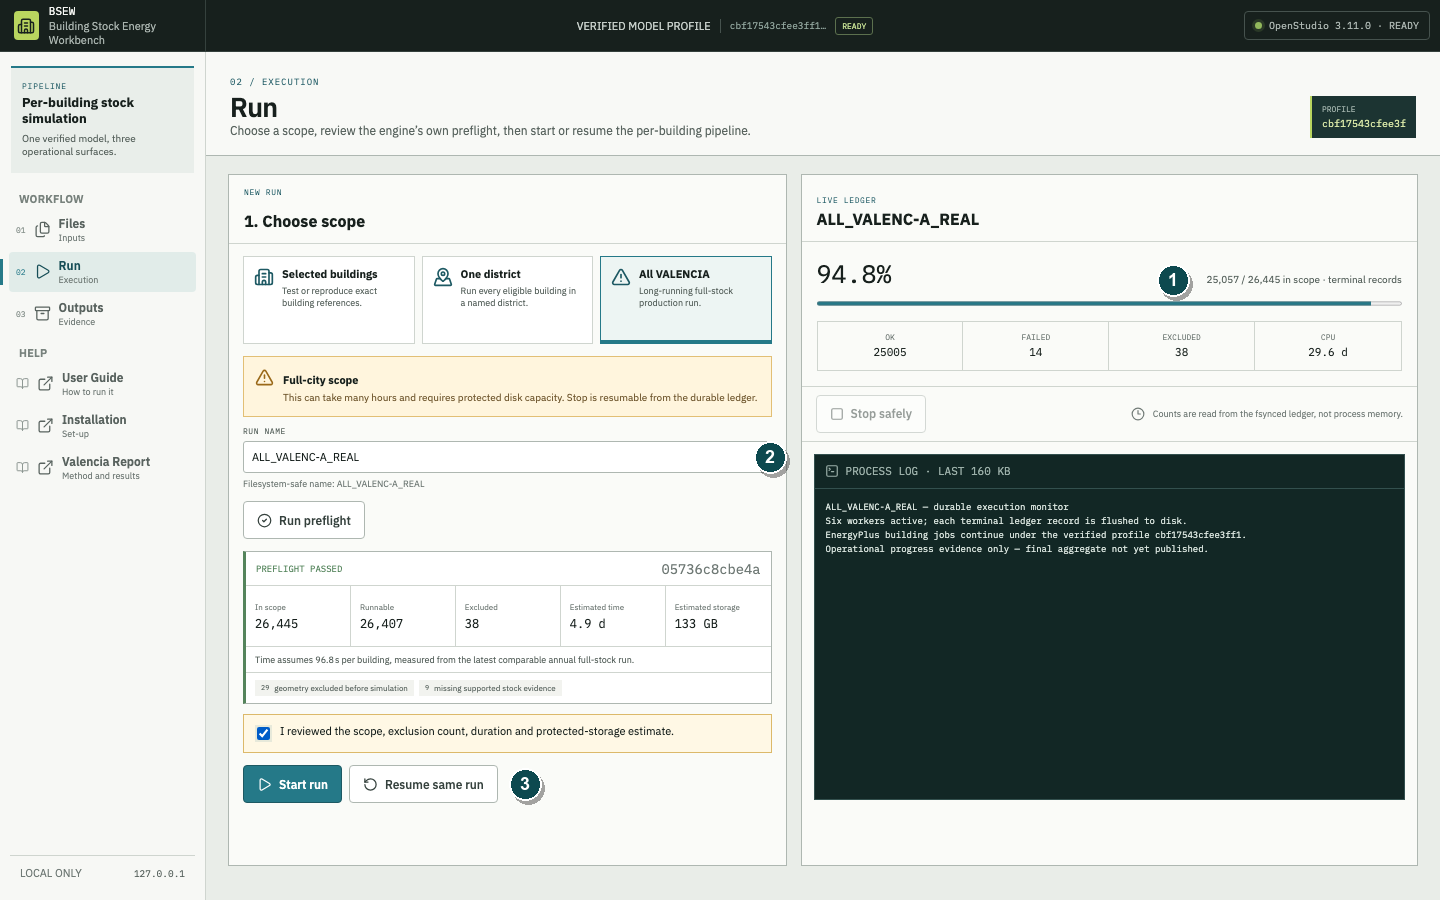 BSEW
Building Stock Energy
Workbench
VERIFIED MODEL PROFILE
cbf17543cfee3ff1…
READY
OpenStudio 3.11.0 · READY
PIPELINE
Per-building stock
simulation
One verified model, three
operational surfaces.
WORKFLOW
01
Files
Inputs
02
Run
Execution
03
Outputs
Evidence
HELP
User Guide
How to run it
Installation
Set-up
Valencia Report
Method and results
LOCAL ONLY
127.0.0.1
02 / EXECUTION
Run
Choose a scope, review the engine's own preflight, then start or resume the per-building pipeline.
PROFILE
cbf17543cfee3f
NEW RUN
1. Choose scope
Selected buildings
Test or reproduce exact
building references.
One district
Run every eligible building in
a named district.
All VALENCIA
Long-running full-stock
production run.
Full-city scope
This can take many hours and requires protected disk capacity. Stop is resumable from the durable ledger.
RUN NAME
ALL_VALENC-A_REAL
2
Filesystem-safe name: ALL_VALENC-A_REAL
Run preflight
PREFLIGHT PASSED
05736c8cbe4a
In scope
26,445
Runnable
26,407
Excluded
38
Estimated time
4.9 d
Estimated storage
133 GB
Time assumes 96.8 s per building, measured from the latest comparable annual full-stock run.
29 geometry excluded before simulation
9 missing supported stock evidence
I reviewed the scope, exclusion count, duration and protected-storage estimate.
Start run
Resume same run
3
LIVE LEDGER
ALL_VALENC-A_REAL
94.8%
1
25,057 / 26,445 in scope · terminal records
OK
25005
FAILED
14
EXCLUDED
38
CPU
29.6 d
Stop safely
Counts are read from the fsynced ledger, not process memory.
PROCESS LOG · LAST 160 KB
ALL_VALENC-A_REAL — durable execution monitor
Six workers active; each terminal ledger record is flushed to disk.
EnergyPlus building jobs continue under the verified profile cbf17543cfee3ff1.
Operational progress evidence only — final aggregate not yet published.